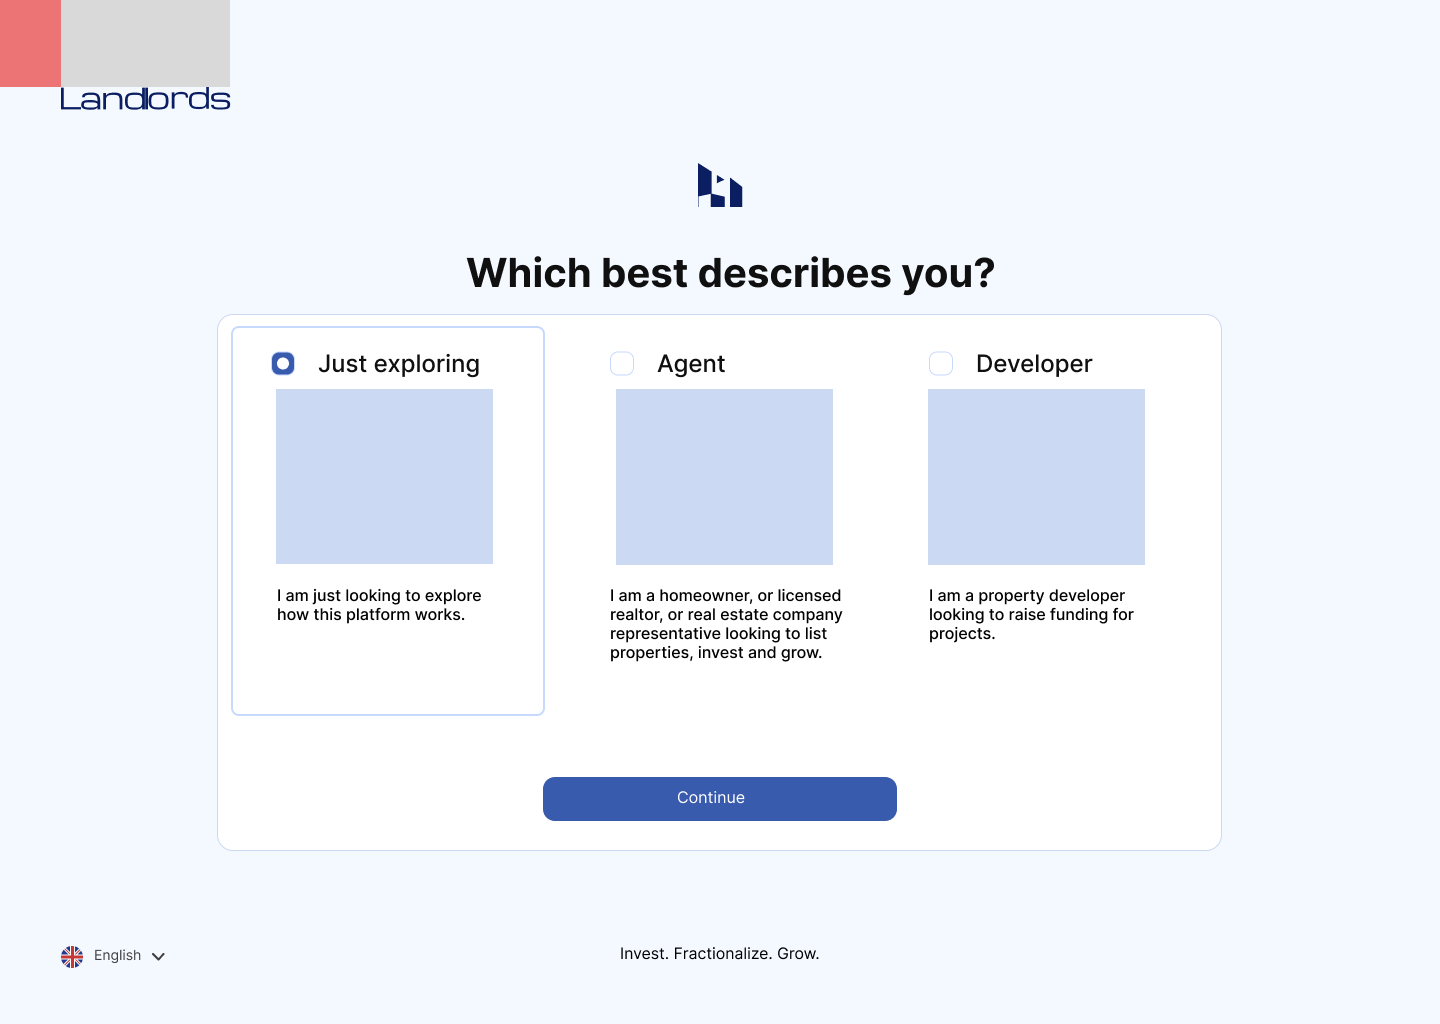 Landlords
Which best describes you?
Just exploring
Agent
Developer
I am just looking to explore
how this platform works.
I am a homeowner, or licensed
realtor, or real estate company
representative looking to list
properties, invest and grow.
I am a property developer
looking to raise funding for
projects.
Continue
English
Invest. Fractionalize. Grow.